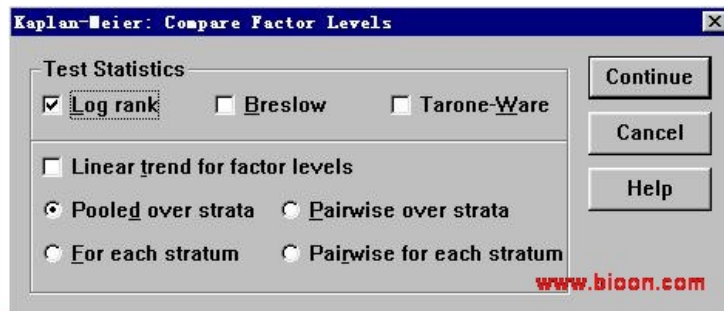 Kaplan-Meier: Compare Factor Levels
Test Statistics
Log rank Breslow Tarone-Ware
Linear trend for factor levels
Pooled over strata Pairwise over strata
For each stratum Pairwise for each stratum
Continue
Cancel
Help
www.bioon.com